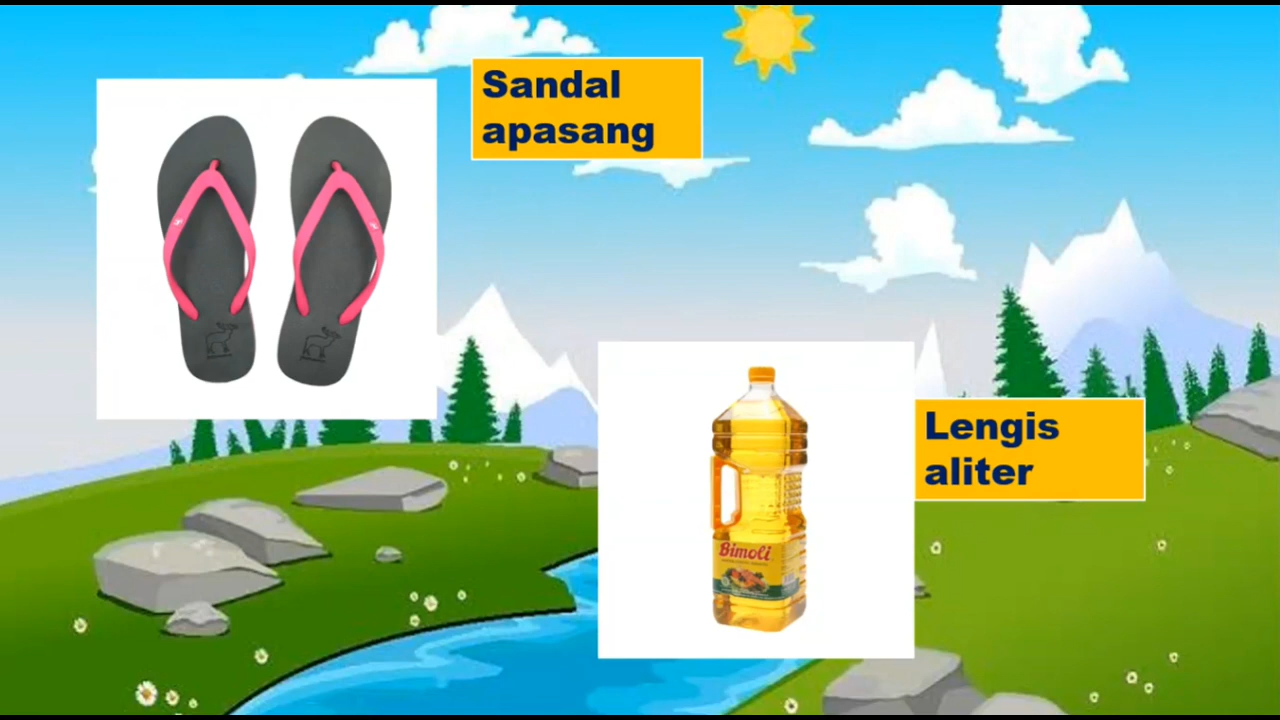 Sandal
apasang
Lengis
aliter
Bimoli